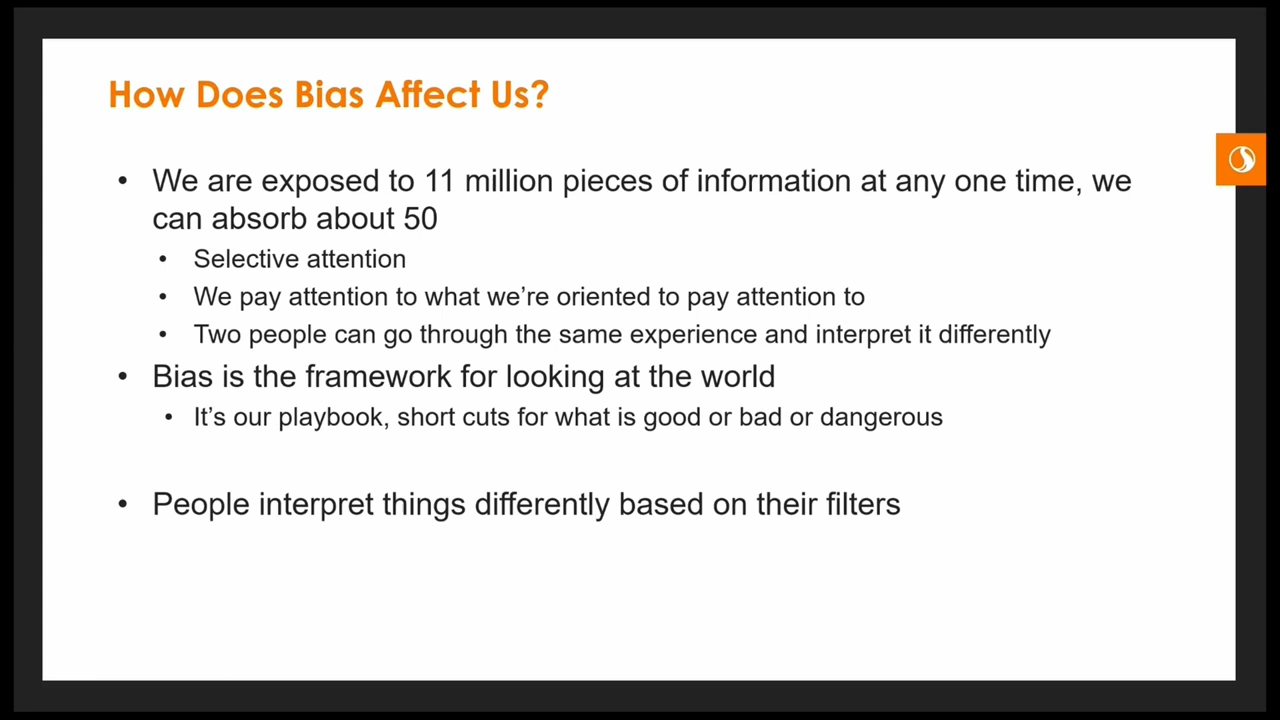 How Does Bias Affect Us?
• We are exposed to 11 million pieces of information at any one time, we
can absorb about 50
• Selective attention
• We pay attention to what we’re oriented to pay attention to
• Two people can go through the same experience and interpret it differently
• Bias is the framework for looking at the world
• It’s our playbook, short cuts for what is good or bad or dangerous
• People interpret things differently based on their filters